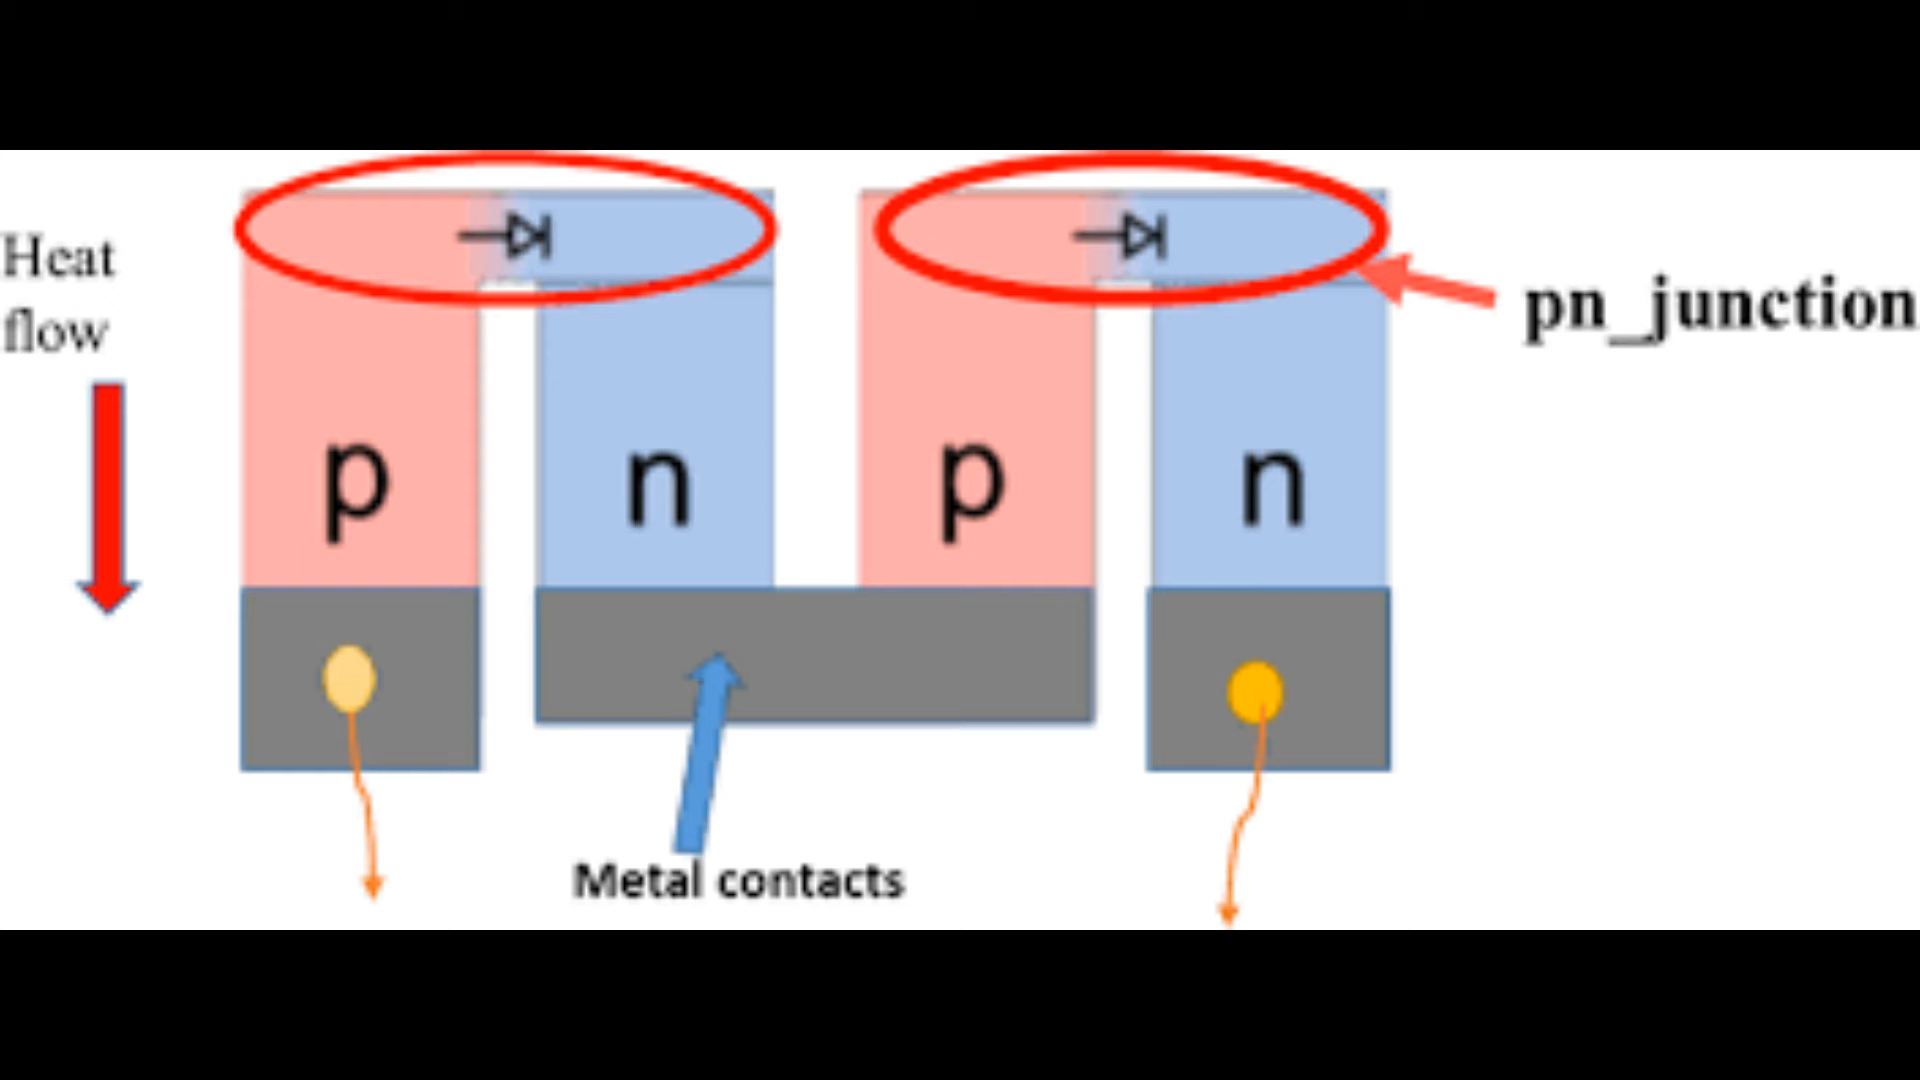 Heat
flow
pn_junction
p
n
p
n
Metal contacts